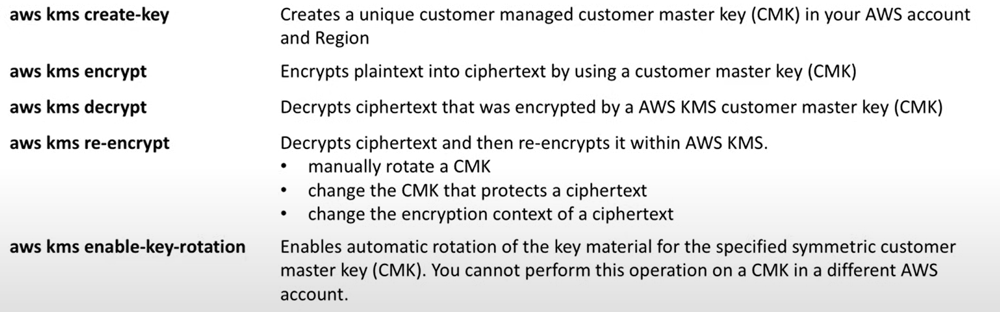 aws kms create-key
Creates a unique customer managed customer master key (CMK) in your AWS account
and Region
aws kms encrypt
Encrypts plaintext into ciphertext by using a customer master key (CMK)
aws kms decrypt
Decrypts ciphertext that was encrypted by a AWS KMS customer master key (CMK)
aws kms re-encrypt
Decrypts ciphertext and then re-encrypts it within AWS KMS.
• manually rotate a CMK
• change the CMK that protects a ciphertext
• change the encryption context of a ciphertext
aws kms enable-key-rotation
Enables automatic rotation of the key material for the specified symmetric customer
master key (CMK). You cannot perform this operation on a CMK in a different AWS
account.